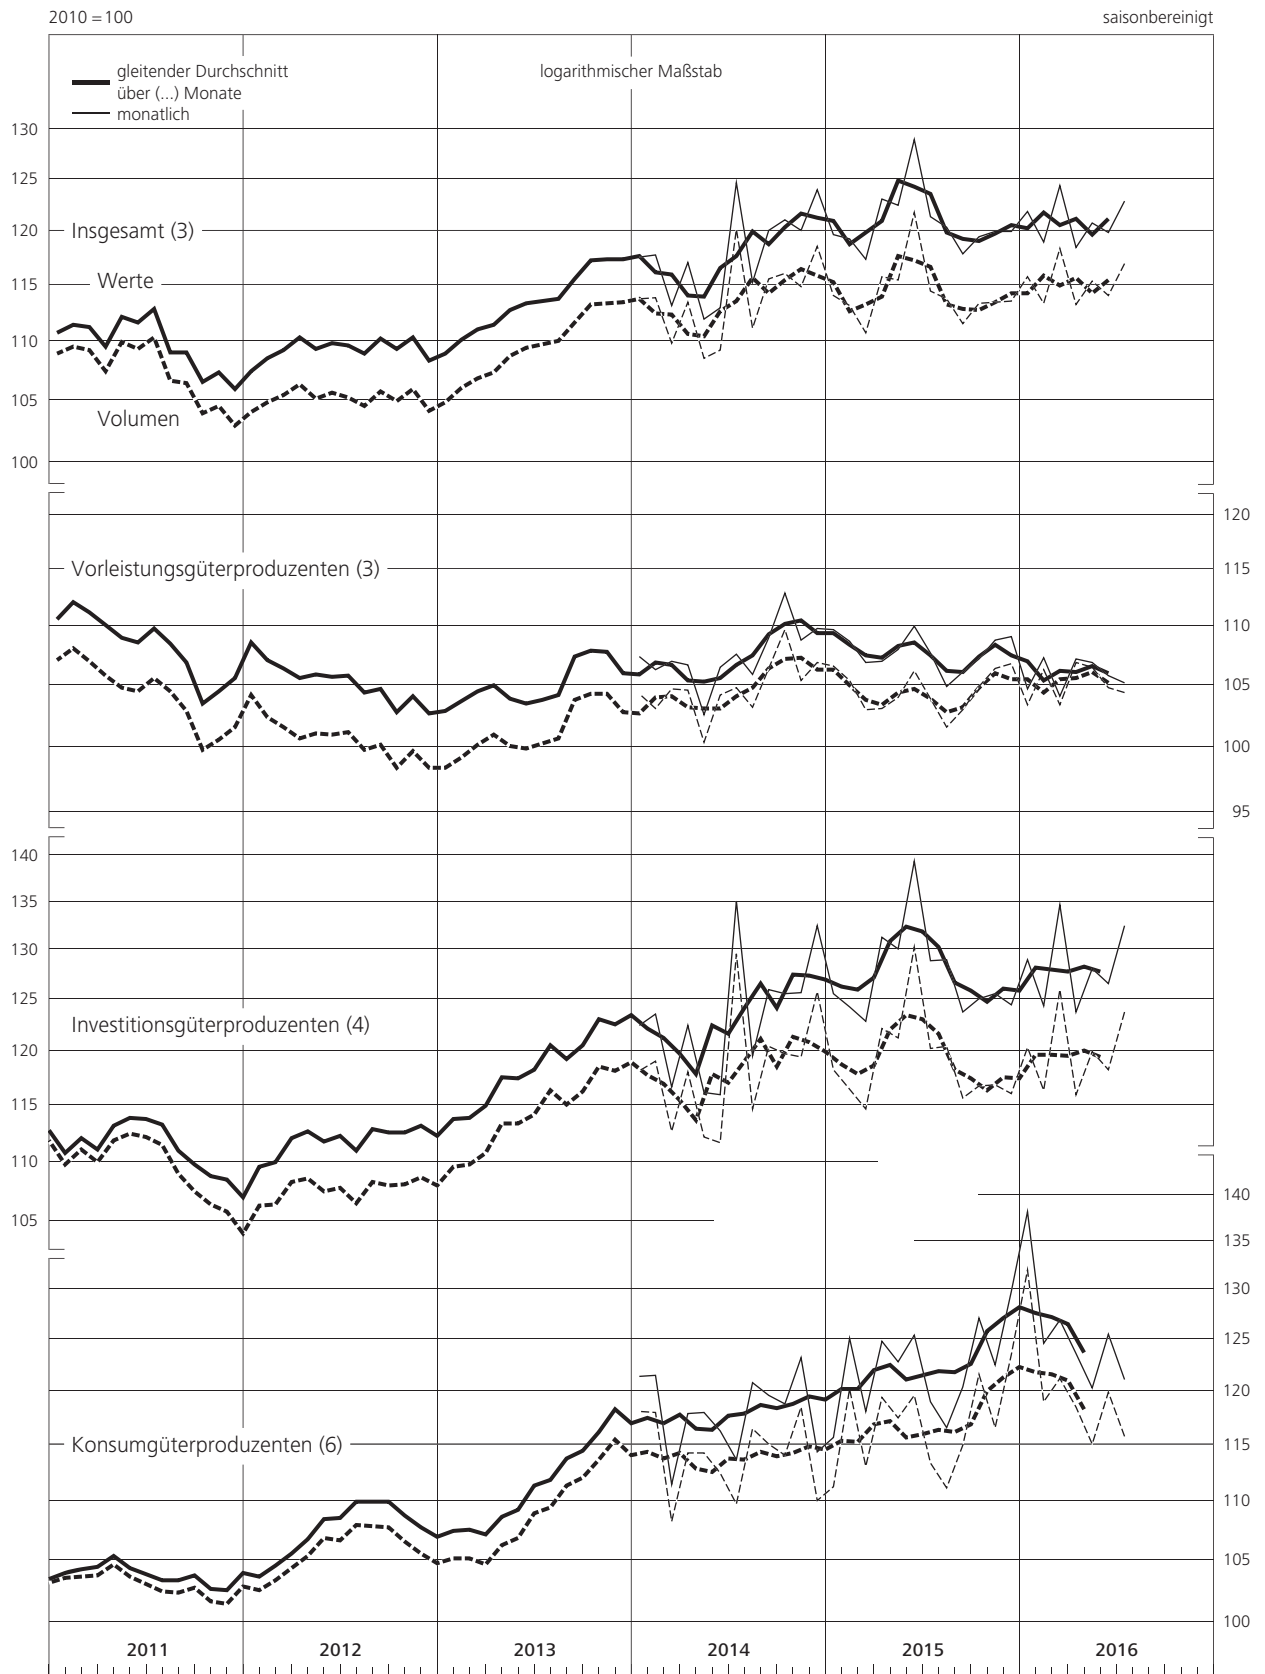 2010 = 100
saisonbereinigt
gleitender Durchschnitt
über (...) Monate
monatlich
logarithmischer Maßstab
130
125
120
115
110
105
100
Insgesamt (3)
Werte
Volumen
120
115
110
105
100
95
Vorleistungsgüterproduzenten (3)
140
135
130
125
120
115
110
105
Investitionsgüterproduzenten (4)
140
135
130
125
120
115
110
105
100
Konsumgüterproduzenten (6)
2011 2012 2013 2014 2015 2016